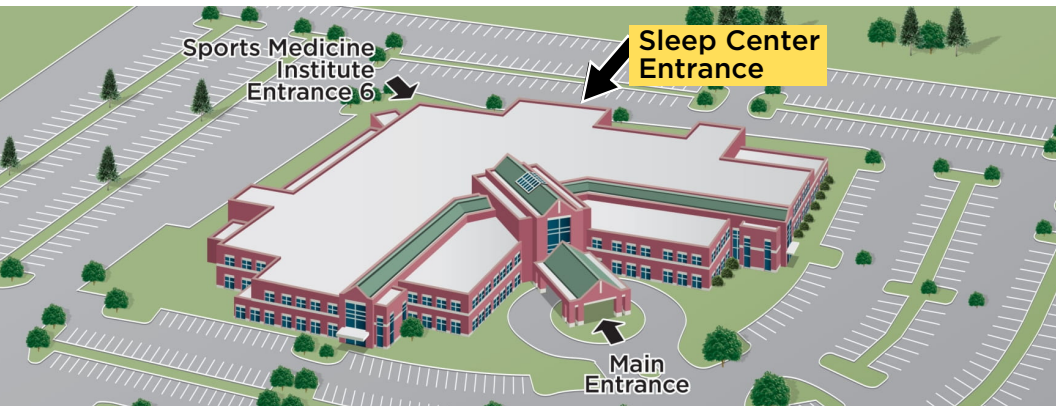 Sports Medicine
Institute
Entrance 6
Sleep Center
Entrance
Main
Entrance